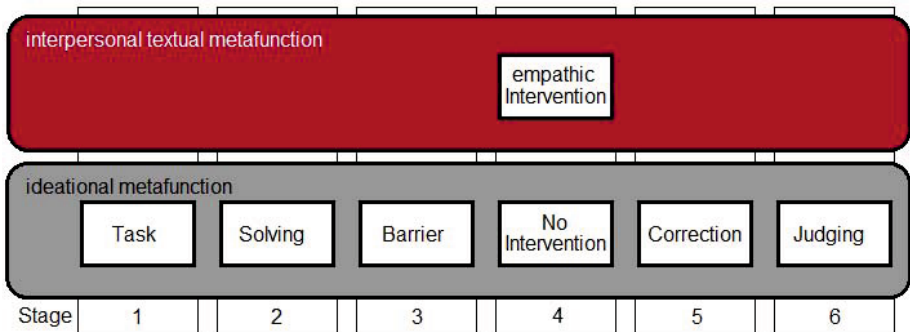 interpersonal textual metafunction
empathic
Intervention
ideational metafunction
Task
Solving
Barrier
No
Intervention
Correction
Judging
Stage 1 2 3 4 5 6